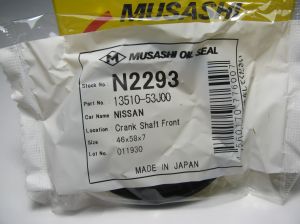 MUSASHI
M MUSASHI OIL SEAL
Stock No. N2293
Part No. 13510-53J00
Car Name NISSAN
Location Crank Shaft Front
Size 46x58x7
Lot No. 011930
MADE IN JAPAN